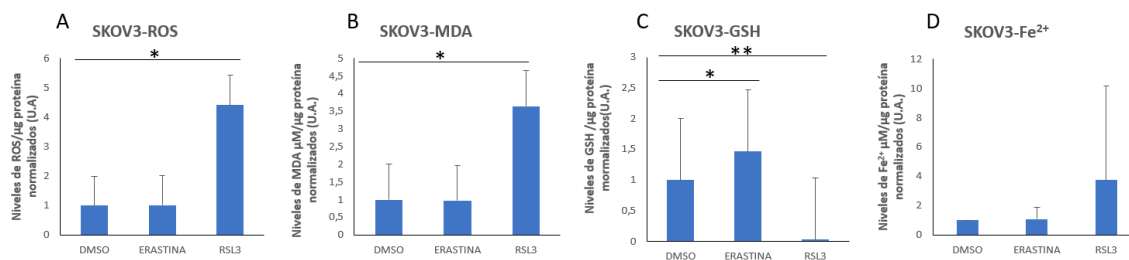 A
SKOV3-ROS
Niveles de ROS/µg proteína
normalizados (U.A)
6
5
4
3
2
1
0
*
DMSO ERASTINA RSL3
B
SKOV3-MDA
Niveles de MDA µM/µg proteína
normalizados (U.A.)
5
4,5
4
3,5
3
2,5
2
1,5
1
0,5
0
*
DMSO ERASTINA RSL3
C
SKOV3-GSH
Niveles de GSH /µg proteína
mormalizados(U.A.)
3
2,5
2
1,5
1
0,5
0
**
*
DMSO ERASTINA RSL3
D
SKOV3-Fe²⁺
Niveles de Fe²⁺ µM/µg proteína
normalizados (U.A.)
12
10
8
6
4
2
0
DMSO ERASTINA RSL3